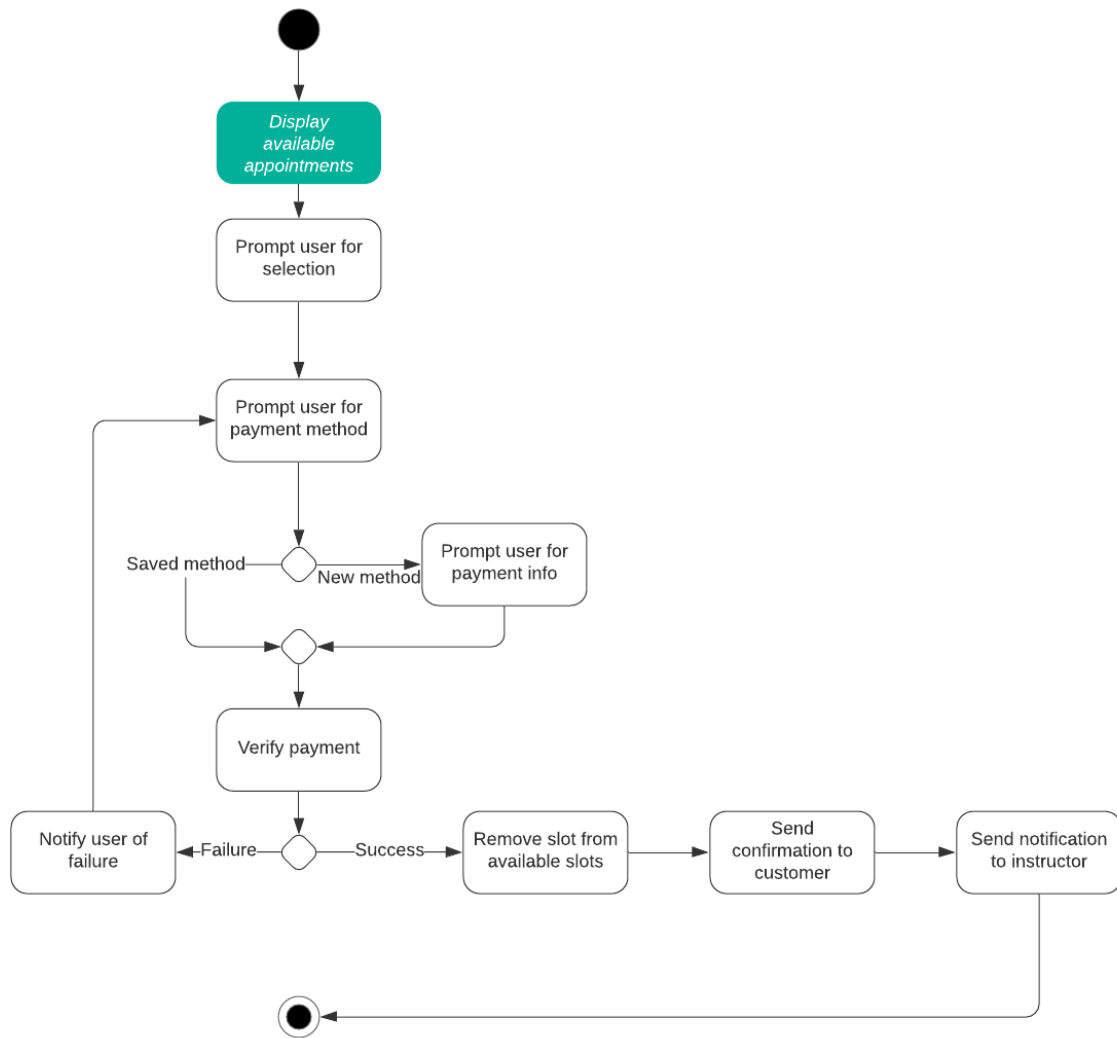 Display
available
appointments
Prompt user for
selection
Prompt user for
payment method
Saved method
New method
Prompt user for
payment info
Verify payment
Notify user of
failure
Failure
Success
Remove slot from
available slots
Send
confirmation to
customer
Send notification
to instructor